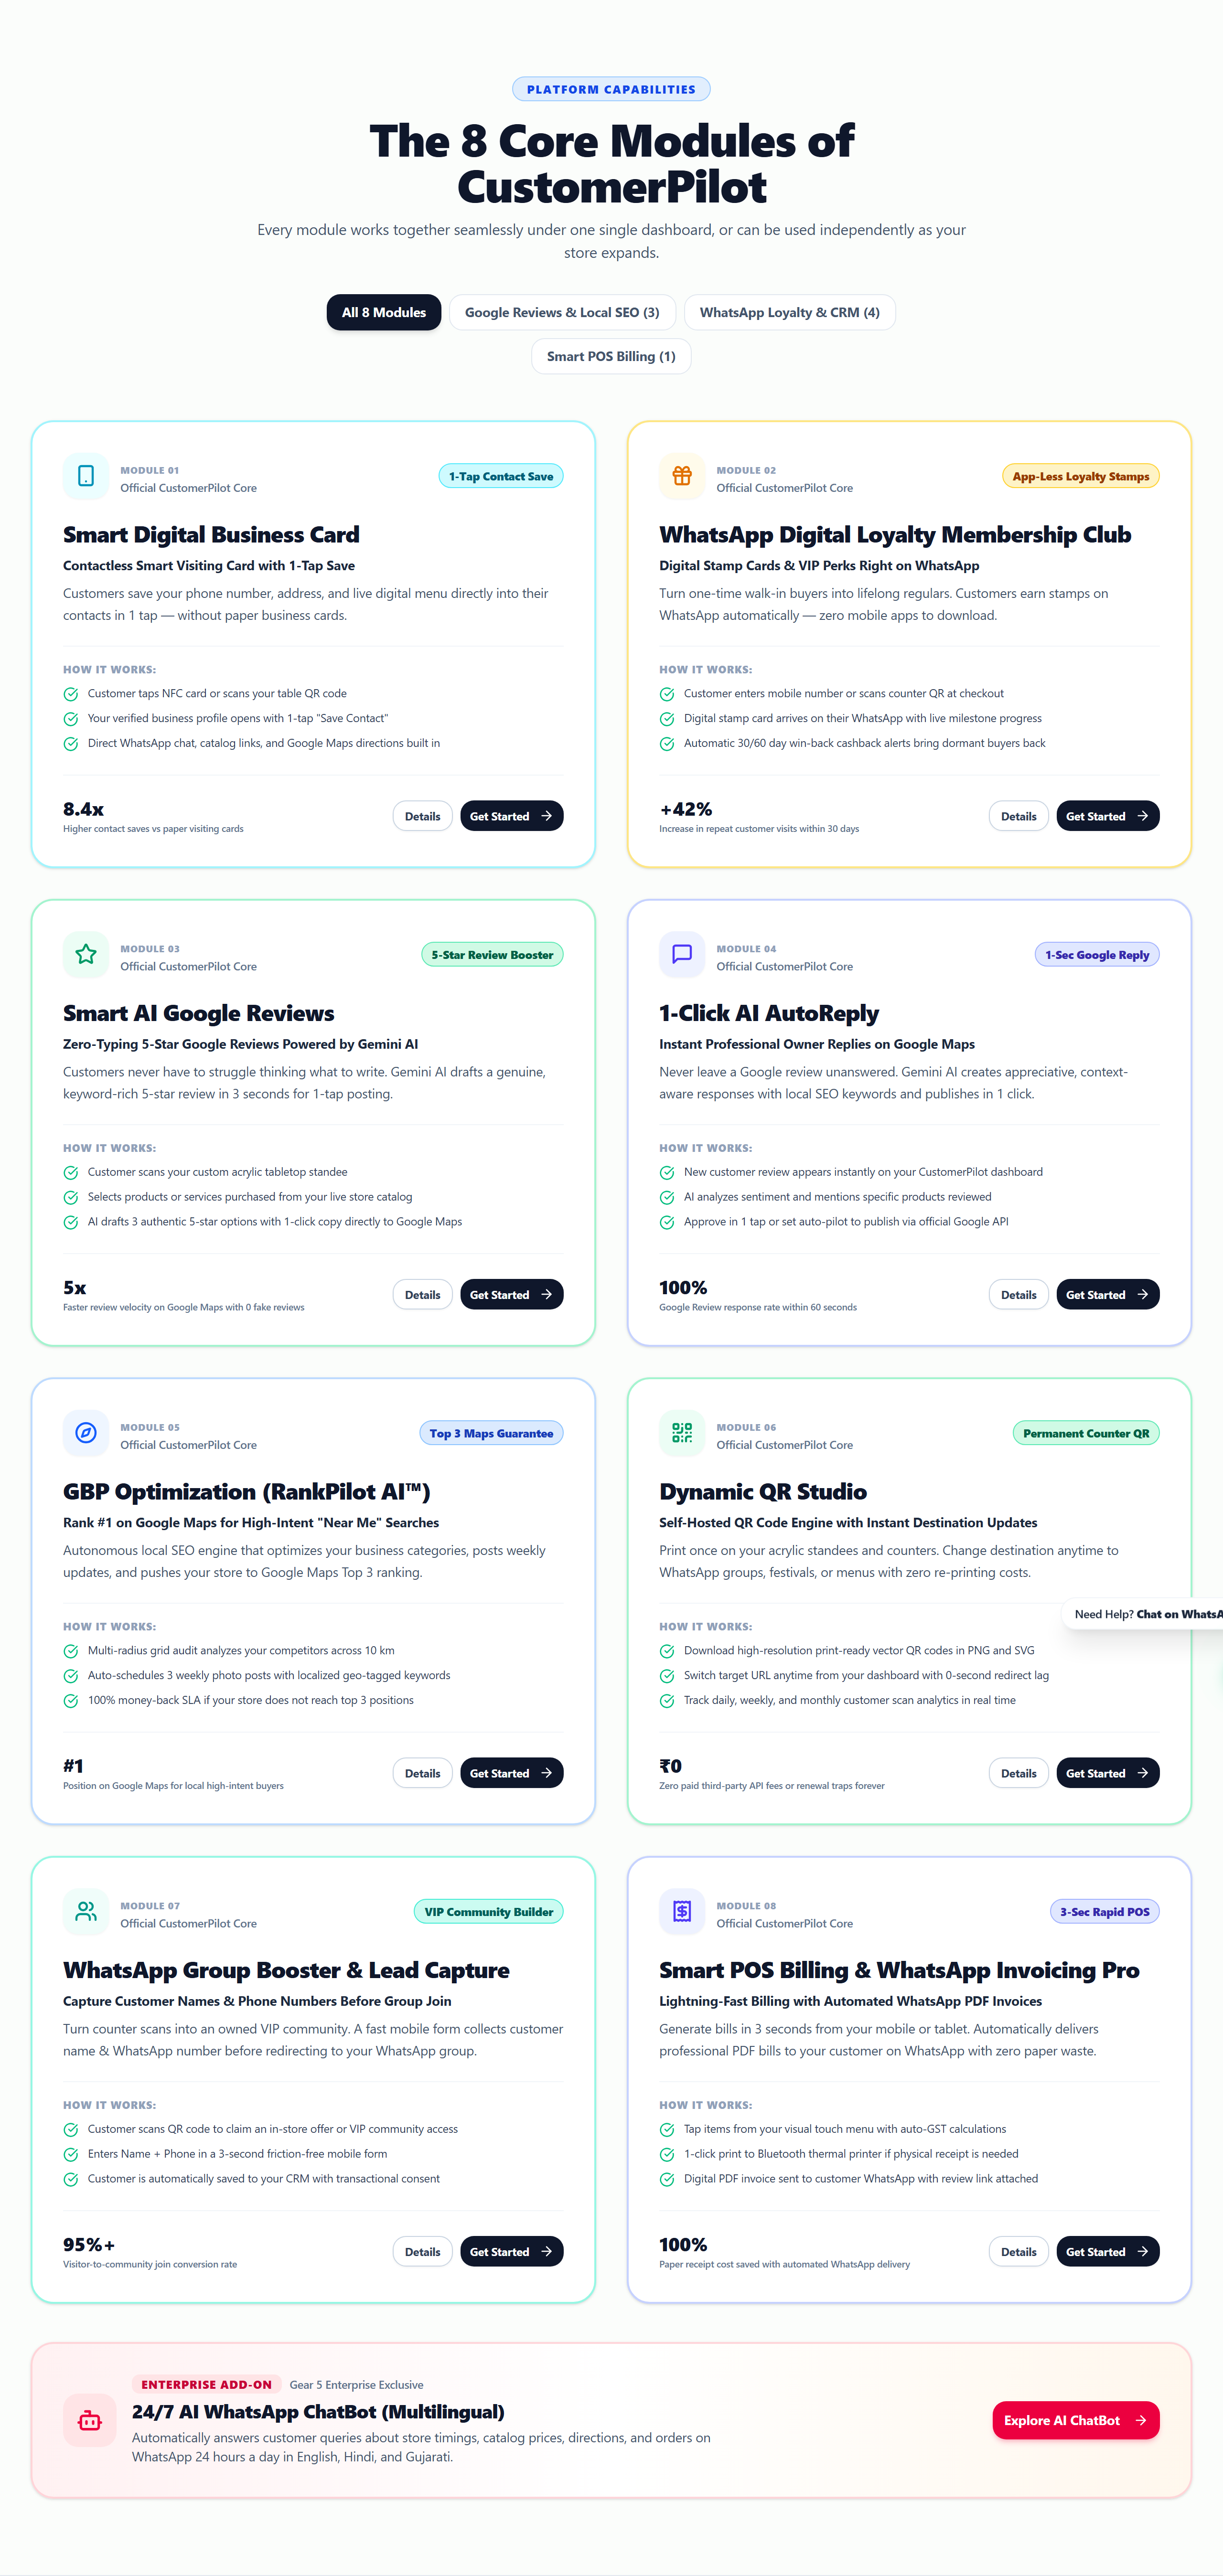 PLATFORM CAPABILITIES
The 8 Core Modules of
CustomerPilot
Every module works together seamlessly under one single dashboard, or can be used independently as your
store expands.
All 8 Modules
Google Reviews & Local SEO (3)
WhatsApp Loyalty & CRM (4)
Smart POS Billing (1)
MODULE 01
Official CustomerPilot Core
1-Tap Contact Save
Smart Digital Business Card
Contactless Smart Visiting Card with 1-Tap Save
Customers save your phone number, address, and live digital menu directly into their
contacts in 1 tap — without paper business cards.
HOW IT WORKS:
Customer taps NFC card or scans your table QR code
Your verified business profile opens with 1-tap "Save Contact"
Direct WhatsApp chat, catalog links, and Google Maps directions built in
8.4x
Higher contact saves vs paper visiting cards
Details
Get Started
MODULE 02
Official CustomerPilot Core
App-Less Loyalty Stamps
WhatsApp Digital Loyalty Membership Club
Digital Stamp Cards & VIP Perks Right on WhatsApp
Turn one-time walk-in buyers into lifelong regulars. Customers earn stamps on
WhatsApp automatically — zero mobile apps to download.
HOW IT WORKS:
Customer enters mobile number or scans counter QR at checkout
Digital stamp card arrives on their WhatsApp with live milestone progress
Automatic 30/60 day win-back cashback alerts bring dormant buyers back
+42%
Increase in repeat customer visits within 30 days
Details
Get Started
MODULE 03
Official CustomerPilot Core
5-Star Review Booster
Smart AI Google Reviews
Zero-Typing 5-Star Google Reviews Powered by Gemini AI
Customers never have to struggle thinking what to write. Gemini AI drafts a genuine,
keyword-rich 5-star review in 3 seconds for 1-tap posting.
HOW IT WORKS:
Customer scans your custom acrylic tabletop standee
Selects products or services purchased from your live store catalog
AI drafts 3 authentic 5-star options with 1-click copy directly to Google Maps
5x
Faster review velocity on Google Maps with 0 fake reviews
Details
Get Started
MODULE 04
Official CustomerPilot Core
1-Sec Google Reply
1-Click AI AutoReply
Instant Professional Owner Replies on Google Maps
Never leave a Google review unanswered. Gemini AI creates appreciative, context-
aware responses with local SEO keywords and publishes in 1 click.
HOW IT WORKS:
New customer review appears instantly on your CustomerPilot dashboard
AI analyzes sentiment and mentions specific products reviewed
Approve in 1 tap or set auto-pilot to publish via official Google API
100%
Google Review response rate within 60 seconds
Details
Get Started
MODULE 05
Official CustomerPilot Core
Top 3 Maps Guarantee
GBP Optimization (RankPilot AI™)
Rank #1 on Google Maps for High-Intent "Near Me" Searches
Autonomous local SEO engine that optimizes your business categories, posts weekly
updates, and pushes your store to Google Maps Top 3 ranking.
HOW IT WORKS:
Multi-radius grid audit analyzes your competitors across 10 km
Auto-schedules 3 weekly photo posts with localized geo-tagged keywords
100% money-back SLA if your store does not reach top 3 positions
#1
Position on Google Maps for local high-intent buyers
Details
Get Started
MODULE 06
Official CustomerPilot Core
Permanent Counter QR
Dynamic QR Studio
Self-Hosted QR Code Engine with Instant Destination Updates
Print once on your acrylic standees and counters. Change destination anytime to
WhatsApp groups, festivals, or menus with zero re-printing costs.
Need Help? Chat on WhatsA
HOW IT WORKS:
Download high-resolution print-ready vector QR codes in PNG and SVG
Switch target URL anytime from your dashboard with 0-second redirect lag
Track daily, weekly, and monthly customer scan analytics in real time
₹0
Zero paid third-party API fees or renewal traps forever
Details
Get Started
MODULE 07
Official CustomerPilot Core
VIP Community Builder
WhatsApp Group Booster & Lead Capture
Capture Customer Names & Phone Numbers Before Group Join
Turn counter scans into an owned VIP community. A fast mobile form collects customer
name & WhatsApp number before redirecting to your WhatsApp group.
HOW IT WORKS:
Customer scans QR code to claim an in-store offer or VIP community access
Enters Name + Phone in a 3-second friction-free mobile form
Customer is automatically saved to your CRM with transactional consent
95%+
Visitor-to-community join conversion rate
Details
Get Started
MODULE 08
Official CustomerPilot Core
3-Sec Rapid POS
Smart POS Billing & WhatsApp Invoicing Pro
Lightning-Fast Billing with Automated WhatsApp PDF Invoices
Generate bills in 3 seconds from your mobile or tablet. Automatically delivers
professional PDF bills to your customer on WhatsApp with zero paper waste.
HOW IT WORKS:
Tap items from your visual touch menu with auto-GST calculations
1-click print to Bluetooth thermal printer if physical receipt is needed
Digital PDF invoice sent to customer WhatsApp with review link attached
100%
Paper receipt cost saved with automated WhatsApp delivery
Details
Get Started
ENTERPRISE ADD-ON
Gear 5 Enterprise Exclusive
24/7 AI WhatsApp ChatBot (Multilingual)
Automatically answers customer queries about store timings, catalog prices, directions, and orders on
WhatsApp 24 hours a day in English, Hindi, and Gujarati.
Explore AI ChatBot